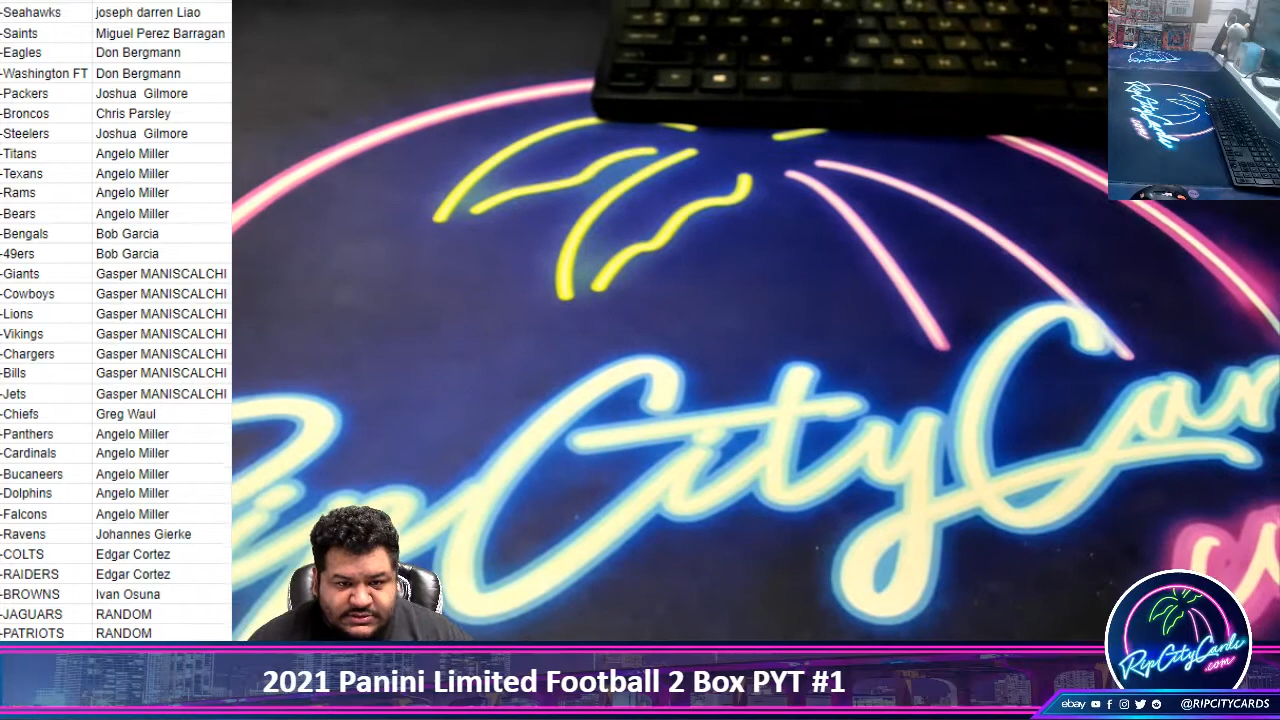 -Seahawks joseph darren Liao
-Saints Miguel Perez Barragan
-Eagles Don Bergmann
-Washington FT Don Bergmann
-Packers Joshua Gilmore
-Broncos Chris Parsley
-Steelers Joshua Gilmore
-Titans Angelo Miller
-Texans Angelo Miller
-Rams Angelo Miller
-Bears Angelo Miller
-Bengals Bob Garcia
-49ers Bob Garcia
-Giants Gasper MANISCALCHI
-Cowboys Gasper MANISCALCHI
-Lions Gasper MANISCALCHI
-Vikings Gasper MANISCALCHI
-Chargers Gasper MANISCALCHI
-Bills Gasper MANISCALCHI
-Jets Gasper MANISCALCHI
-Chiefs Greg Waul
-Panthers Angelo Miller
-Cardinals Angelo Miller
-Bucaneers Angelo Miller
-Dolphins Angelo Miller
-Falcons Angelo Miller
-Ravens Johannes Gierke
-COLTS Edgar Cortez
-RAIDERS Edgar Cortez
-BROWNS Ivan Osuna
-JAGUARS RANDOM
-PATRIOTS RANDOM
Rip City Car
2021 Panini Limited Football 2 Box PYT #1
RipCityCards
.com
ebay @RIPCITYCARDS